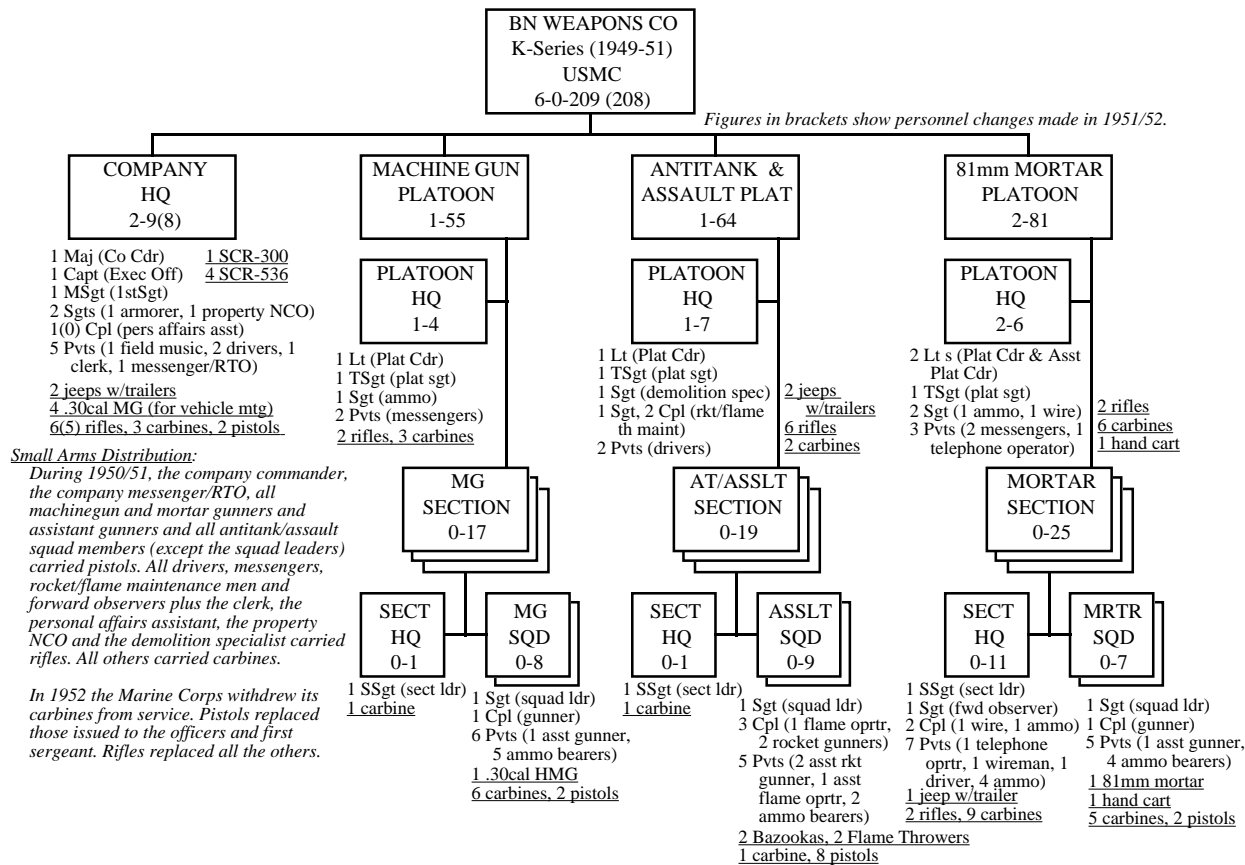 BN WEAPONS CO
K-Series (1949-51)
USMC
6-0-209 (208)
Figures in brackets show personnel changes made in 1951/52.
COMPANY
HQ
2-9(8)
1 Maj (Co Cdr)
1 Capt (Exec Off)
1 MSgt (1stSgt)
2 Sgts (1 armorer, 1 property NCO)
1(0) Cpl (pers affairs asst)
5 Pvts (1 field music, 2 drivers, 1
clerk, 1 messenger/RTO)
1 SCR-300
4 SCR-536
2 jeeps w/trailers
4 .30cal MG (for vehicle mtg)
6(5) rifles, 3 carbines, 2 pistols
Small Arms Distribution:
During 1950/51, the company commander,
the company messenger/RTO, all
machinegun and mortar gunners and
assistant gunners and all antitank/assault
squad members (except the squad leaders)
carried pistols. All drivers, messengers,
rocket/flame maintenance men and
forward observers plus the clerk, the
personal affairs assistant, the property
NCO and the demolition specialist carried
rifles. All others carried carbines.
In 1952 the Marine Corps withdrew its
carbines from service. Pistols replaced
those issued to the officers and first
sergeant. Rifles replaced all the others.
MACHINE GUN
PLATOON
1-55
PLATOON
HQ
1-4
1 Lt (Plat Cdr)
1 TSgt (plat sgt)
1 Sgt (ammo)
2 Pvts (messengers)
2 rifles, 3 carbines
MG
SECTION
0-17
SECT
HQ
0-1
1 SSgt (sect ldr)
1 carbine
MG
SQD
0-8
1 Sgt (squad ldr)
1 Cpl (gunner)
6 Pvts (1 asst gunner,
5 ammo bearers)
1 .30cal HMG
6 carbines, 2 pistols
ANTITANK &
ASSAULT PLAT
1-64
PLATOON
HQ
1-7
1 Lt (Plat Cdr)
1 TSgt (plat sgt)
1 Sgt (demolition spec)
1 Sgt, 2 Cpl (rkt/flame
th maint)
2 Pvts (drivers)
2 jeeps
w/trailers
6 rifles
2 carbines
AT/ASSLT
SECTION
0-19
SECT
HQ
0-1
1 SSgt (sect ldr)
1 carbine
ASSLT
SQD
0-9
1 Sgt (squad ldr)
3 Cpl (1 flame oprtr,
2 rocket gunners)
5 Pvts (2 asst rkt
gunner, 1 asst
flame oprtr, 2
ammo bearers)
2 Bazookas, 2 Flame Throwers
1 carbine, 8 pistols
81mm MORTAR
PLATOON
2-81
PLATOON
HQ
2-6
2 Lt s (Plat Cdr & Asst
Plat Cdr)
1 TSgt (plat sgt)
2 Sgt (1 ammo, 1 wire)
3 Pvts (2 messengers, 1
telephone operator)
2 rifles
6 carbines
1 hand cart
MORTAR
SECTION
0-25
SECT
HQ
0-11
1 SSgt (sect ldr)
1 Sgt (fwd observer)
2 Cpl (1 wire, 1 ammo)
7 Pvts (1 telephone
oprtr, 1 wireman, 1
driver, 4 ammo)
1 jeep w/trailer
2 rifles, 9 carbines
MRTR
SQD
0-7
1 Sgt (squad ldr)
1 Cpl (gunner)
5 Pvts (1 asst gunner,
4 ammo bearers)
1 81mm mortar
1 hand cart
5 carbines, 2 pistols